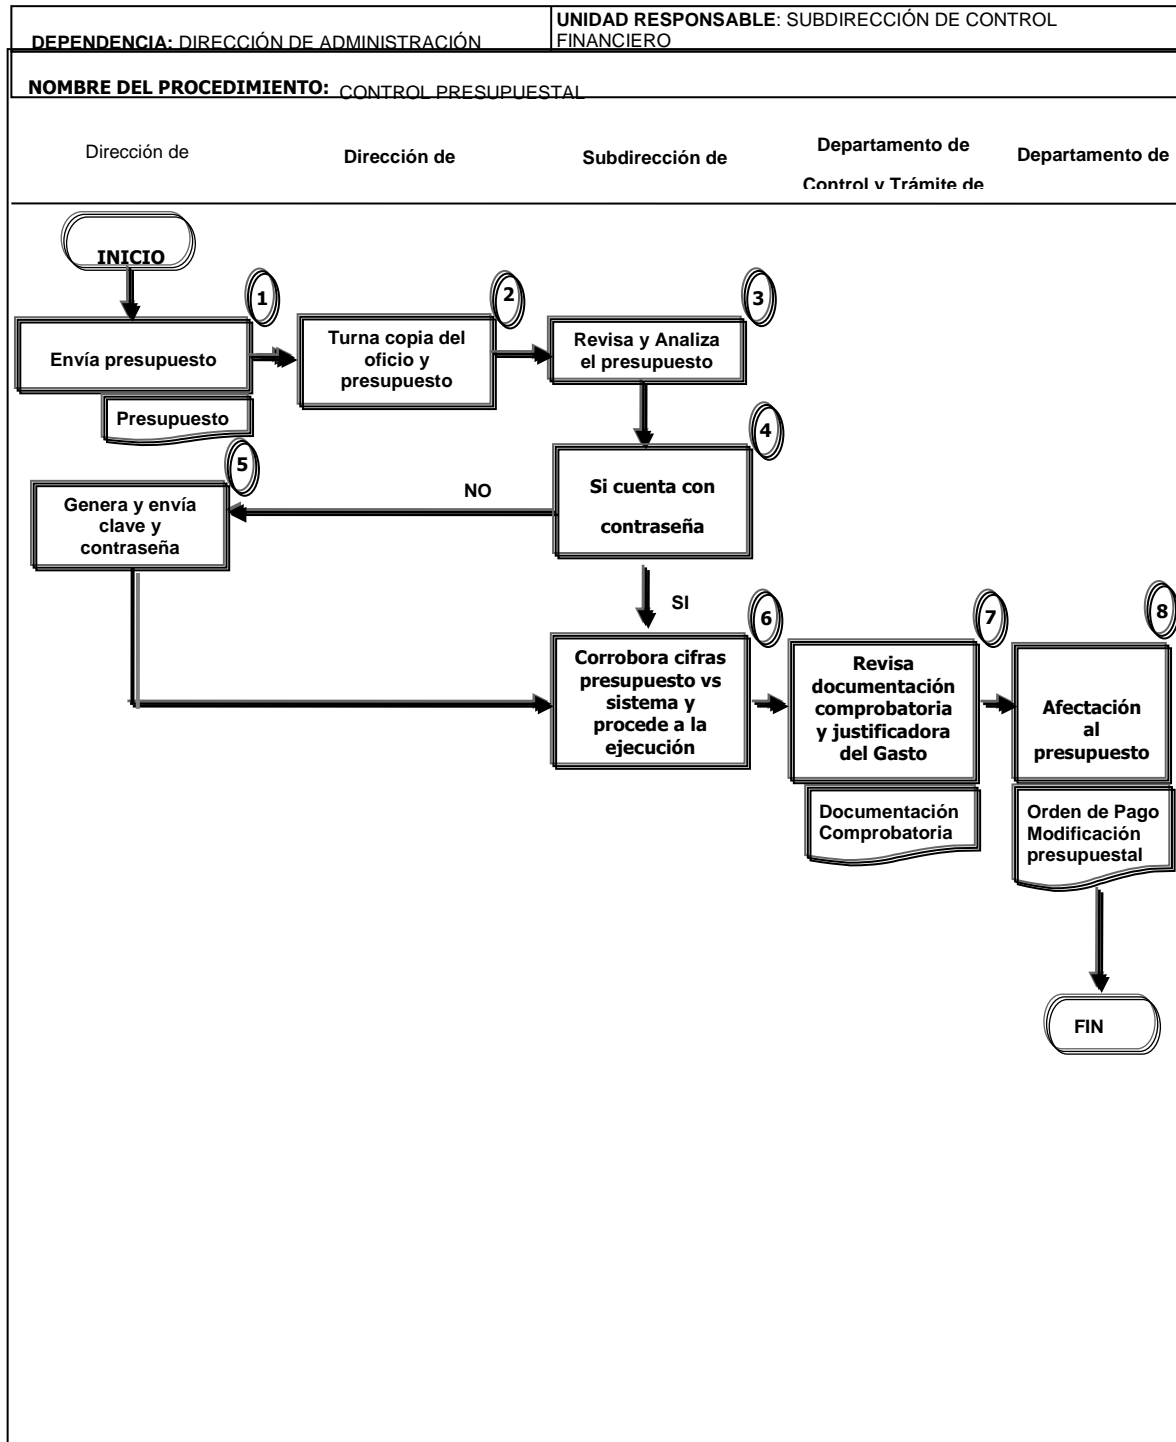 DEPENDENCIA: DIRECCIÓN DE ADMINISTRACIÓN
UNIDAD RESPONSABLE: SUBDIRECCIÓN DE CONTROL
FINANCIERO
NOMBRE DEL PROCEDIMIENTO: CONTROL PRESUPUESTAL
Dirección de
Dirección de
Subdirección de
Departamento de
Control y Trámite de
Departamento de
INICIO
1
Envía presupuesto
Presupuesto
2
Turna copia del
oficio y
presupuesto
3
Revisa y Analiza
el presupuesto
4
Si cuenta con
contraseña
NO
5
Genera y envía
clave y
contraseña
SI
6
Corrobora cifras
presupuesto vs
sistema y
procede a la
ejecución
7
Revisa
documentación
comprobatoria
y justificadora
del Gasto
Documentación
Comprobatoria
8
Afectación
al
presupuesto
Orden de Pago
Modificación
presupuestal
FIN